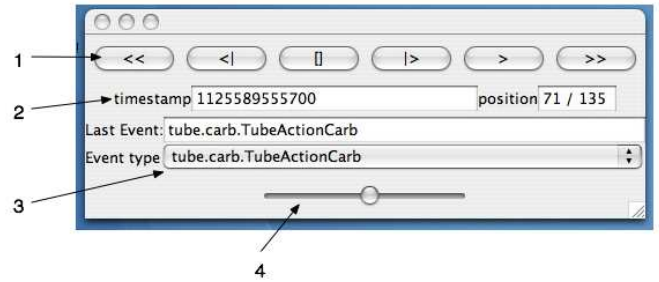 1 << <| [] |> > >>
2 timestamp 1125589555700 position 71 / 135
Last Event: tube.carb.TubeActionCarb
Event type tube.carb.TubeActionCarb
3
4